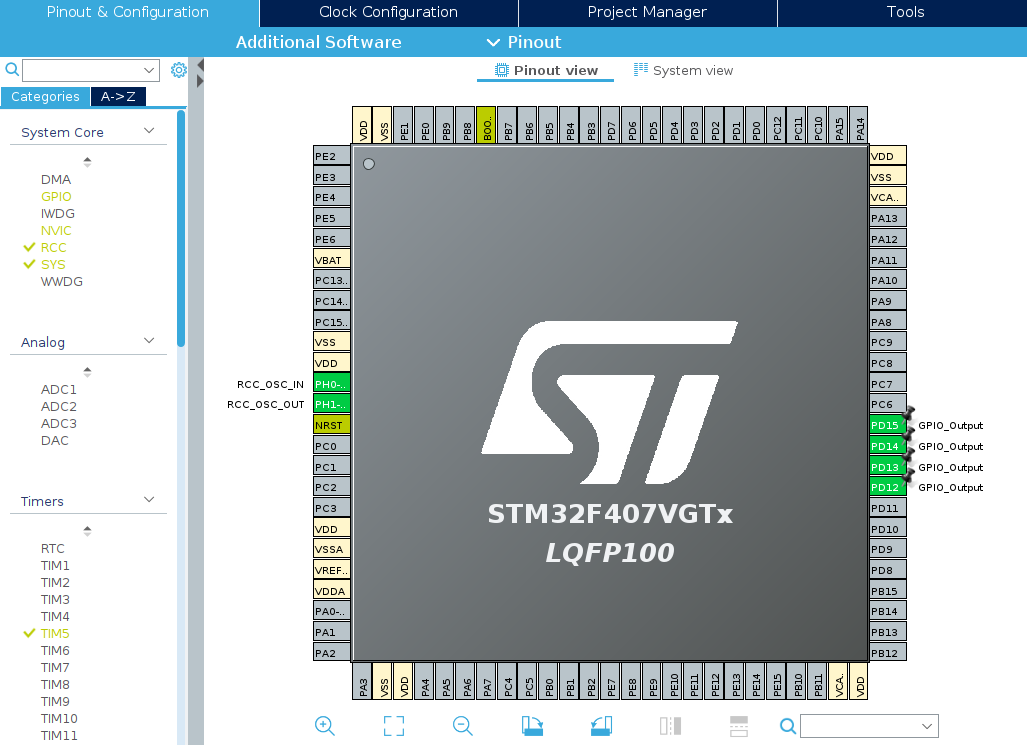 Pinout & Configuration
Clock Configuration
Project Manager
Tools
Additional Software
Pinout
Pinout view
System view
Categories
A->Z
System Core
DMA
GPIO
IWDG
NVIC
RCC
SYS
WWDG
Analog
ADC1
ADC2
ADC3
DAC
Timers
RTC
TIM1
TIM2
TIM3
TIM4
TIM5
TIM6
TIM7
TIM8
TIM9
TIM10
TIM11
VDD
VSS
PE1
PE0
PB9
PB8
BOO..
PB7
PB6
PB5
PB4
PB3
PD7
PD6
PD5
PD4
PD3
PD2
PD1
PD0
PC12
PC11
PC10
PA15
PA14
PE2
PE3
PE4
PE5
PE6
VBAT
PC13..
PC14..
PC15..
VSS
VDD
RCC_OSC_IN
PH0-..
RCC_OSC_OUT
PH1-..
NRST
PC0
PC1
PC2
PC3
VDD
VSSA
VREF..
VDDA
PA0-..
PA1
PA2
ST
STM32F407VGTx
LQFP100
VDD
VSS
VCA..
PA13
PA12
PA11
PA10
PA9
PA8
PC9
PC8
PC7
PC6
PD15 GPIO_Output
PD14 GPIO_Output
PD13 GPIO_Output
PD12 GPIO_Output
PD11
PD10
PD9
PD8
PB15
PB14
PB13
PB12
PA3
VSS
VDD
PA4
PA5
PA6
PA7
PC4
PC5
PB0
PB1
PB2
PE7
PE8
PE9
PE10
PE11
PE12
PE13
PE14
PE15
PB10
PB11
VCA..
VDD